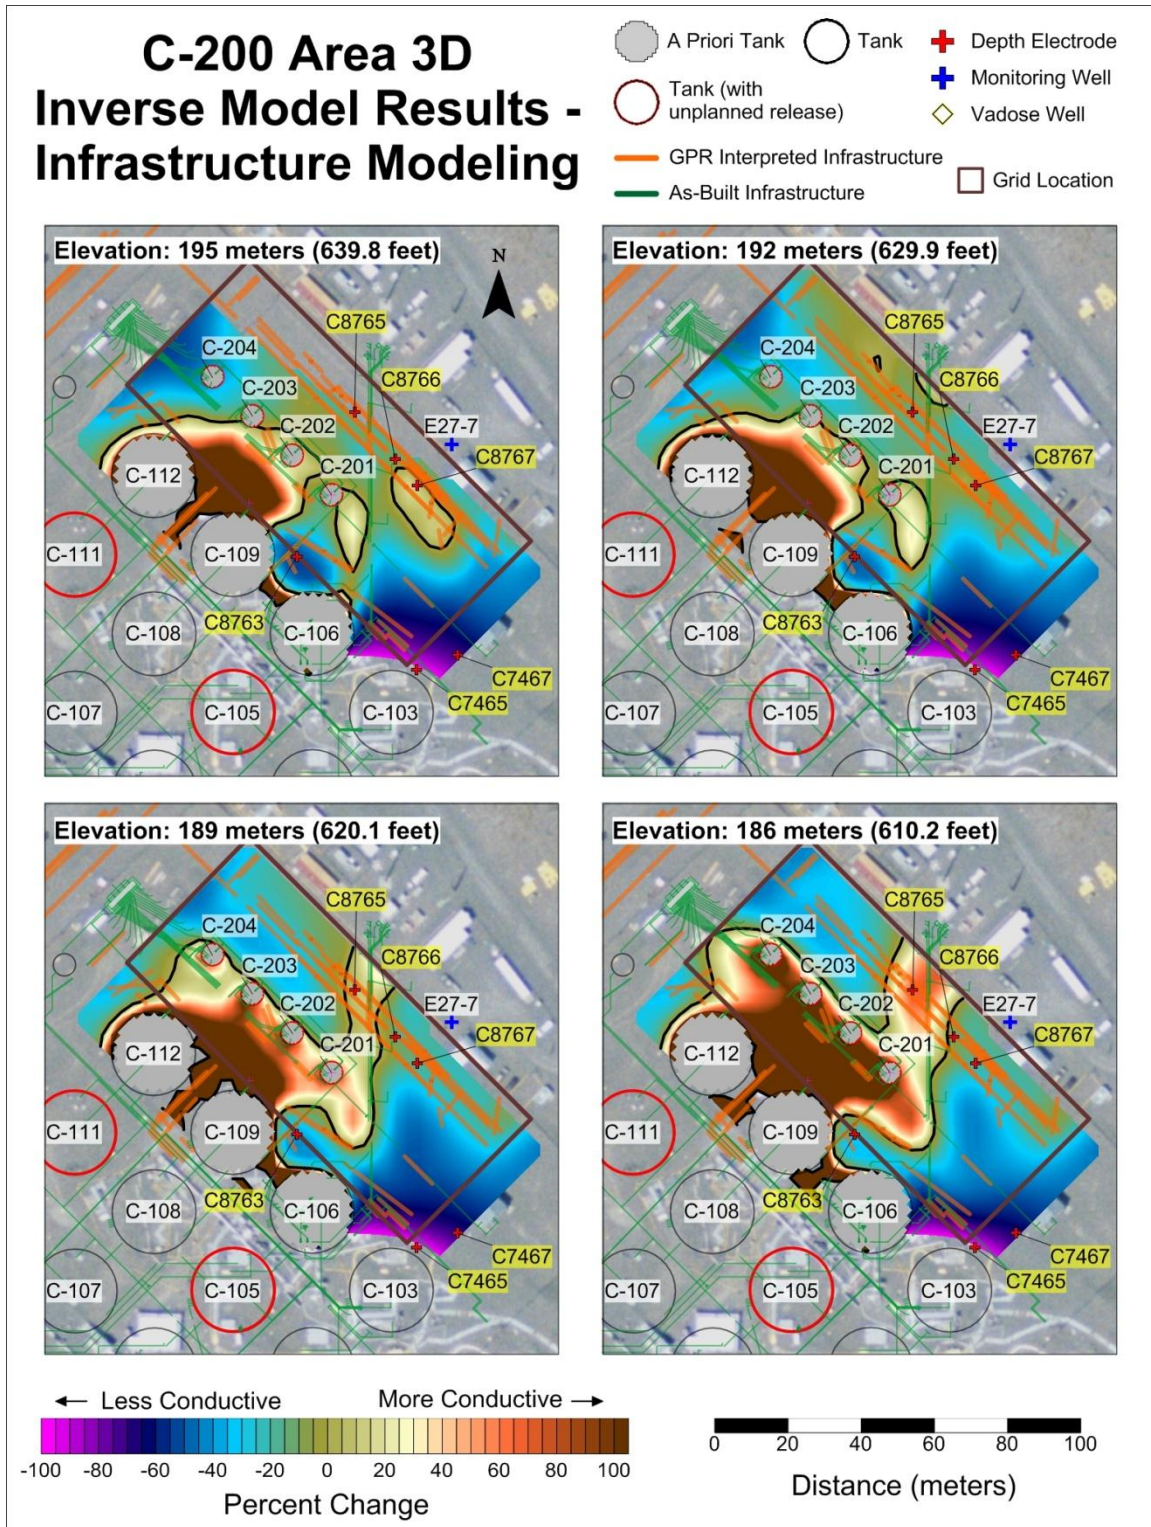 C-200 Area 3D
Inverse Model Results -
Infrastructure Modeling
A Priori Tank
Tank
Depth Electrode
Tank (with
unplanned release)
Monitoring Well
Vadose Well
GPR Interpreted Infrastructure
As-Built Infrastructure
Grid Location
Elevation: 195 meters (639.8 feet)
N
C8765
C-204
C8766
C-203
E27-7
C-202
C8767
C-201
C-112
C-111
C-109
C8763
C-108
C-106
C7467
C7465
C-107
C-105
C-103
Elevation: 192 meters (629.9 feet)
C8765
C-204
C8766
C-203
E27-7
C-202
C8767
C-201
C-112
C-111
C-109
C8763
C-108
C-106
C7467
C7465
C-107
C-105
C-103
Elevation: 189 meters (620.1 feet)
C8765
C-204
C8766
C-203
E27-7
C-202
C8767
C-201
C-112
C-111
C-109
C8763
C-108
C-106
C7467
C7465
C-107
C-105
C-103
Elevation: 186 meters (610.2 feet)
C8765
C-204
C8766
C-203
E27-7
C-202
C8767
C-201
C-112
C-111
C-109
C8763
C-108
C-106
C7467
C7465
C-107
C-105
C-103
← Less Conductive More Conductive →
-100 -80 -60 -40 -20 0 20 40 60 80 100
Percent Change
0 20 40 60 80 100
Distance (meters)